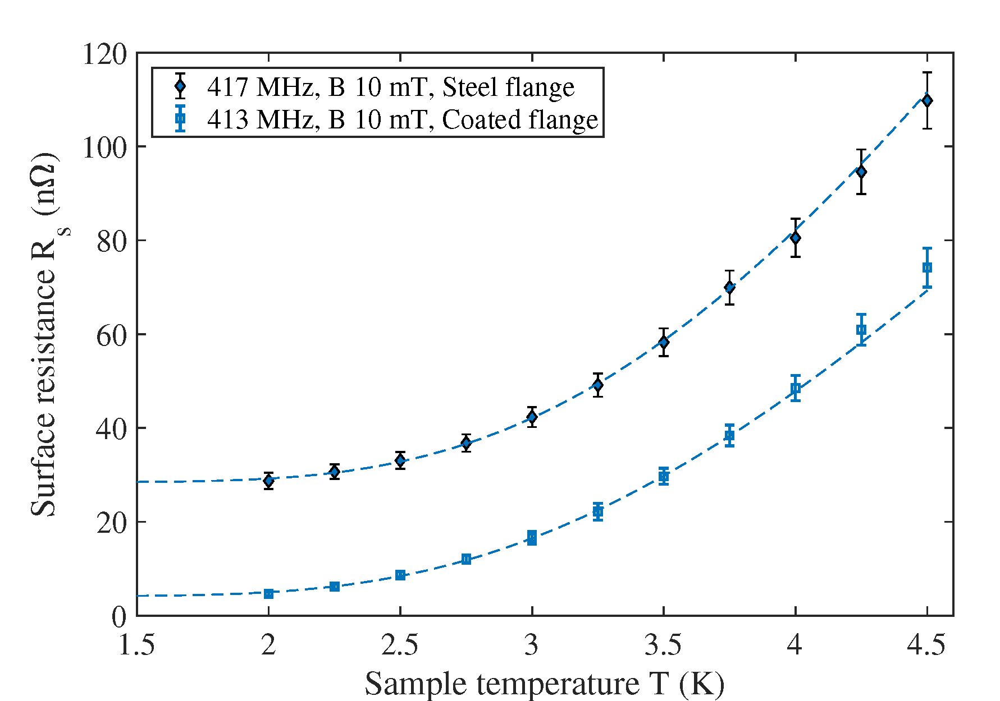 120
100
80
60
40
20
0
417 MHz, B 10 mT, Steel flange
413 MHz, B 10 mT, Coated flange
Surface resistance R_s (nΩ)
1.5 2 2.5 3 3.5 4 4.5
Sample temperature T (K)